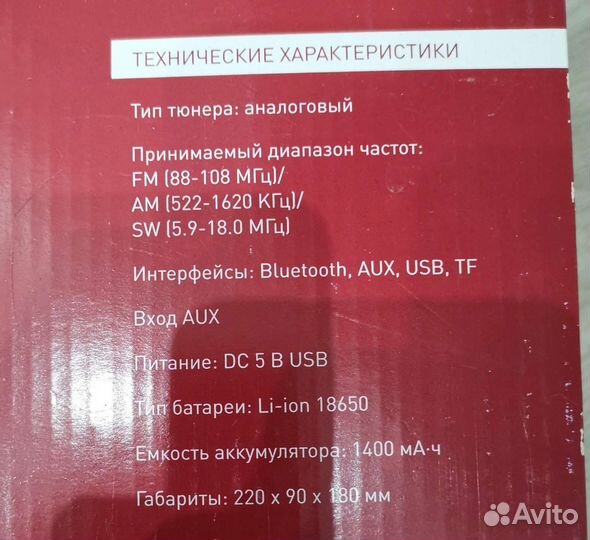 ТЕХНИЧЕСКИЕ ХАРАКТЕРИСТИКИ
Тип тюнера: аналоговый
Принимаемый диапазон частот:
FM (88-108 МГц)/
AM (522-1620 КГц)/
SW (5.9-18.0 МГц)
Интерфейсы: Bluetooth, AUX, USB, TF
Вход AUX
Питание: DC 5 В USB
Тип батареи: Li-ion 18650
Емкость аккумулятора: 1400 мА·ч
Габариты: 220 x 90 x 180 мм
Avito